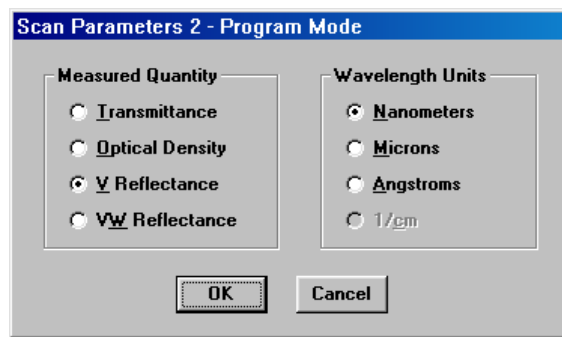 Scan Parameters 2 - Program Mode
Measured Quantity
Transmittance
Optical Density
V Reflectance
VW Reflectance
Wavelength Units
Nanometers
Microns
Angstroms
1/cm
OK
Cancel